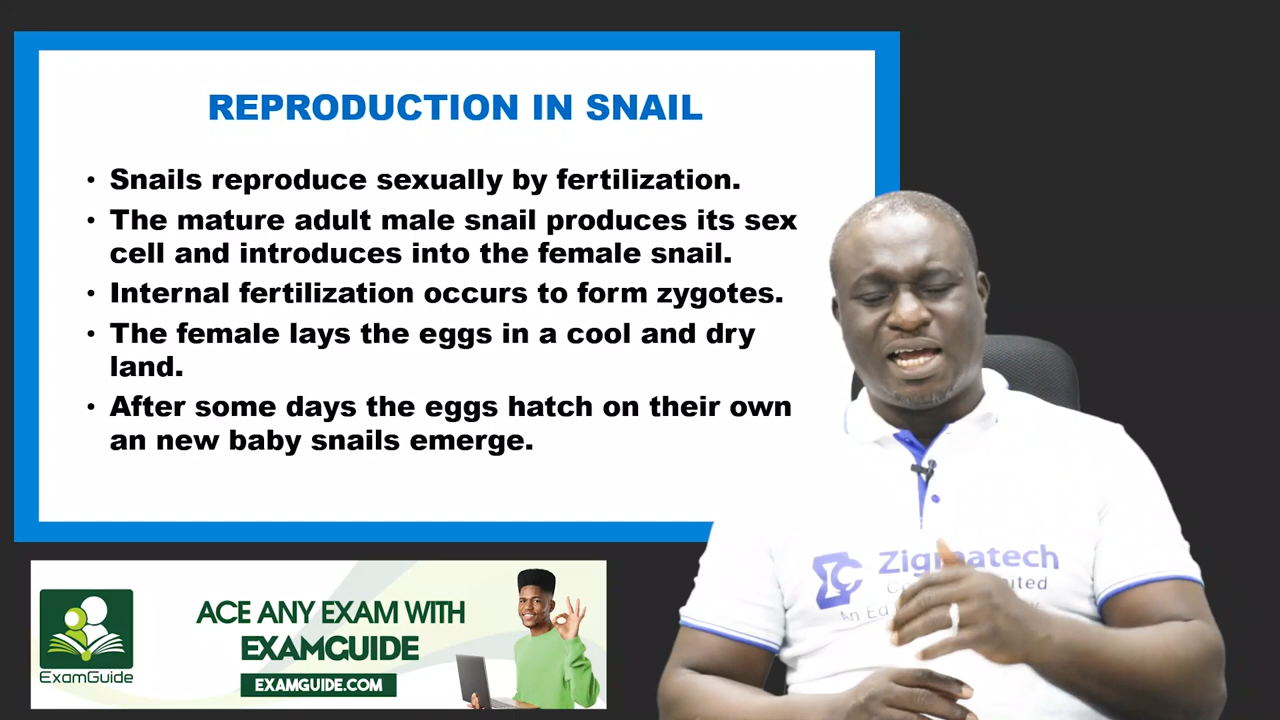 REPRODUCTION IN SNAIL
• Snails reproduce sexually by fertilization.
• The mature adult male snail produces its sex
cell and introduces into the female snail.
• Internal fertilization occurs to form zygotes.
• The female lays the eggs in a cool and dry
land.
• After some days the eggs hatch on their own
an new baby snails emerge.
ACE ANY EXAM WITH
EXAMGUIDE
EXAMGUIDE.COM
ExamGuide
An Ed